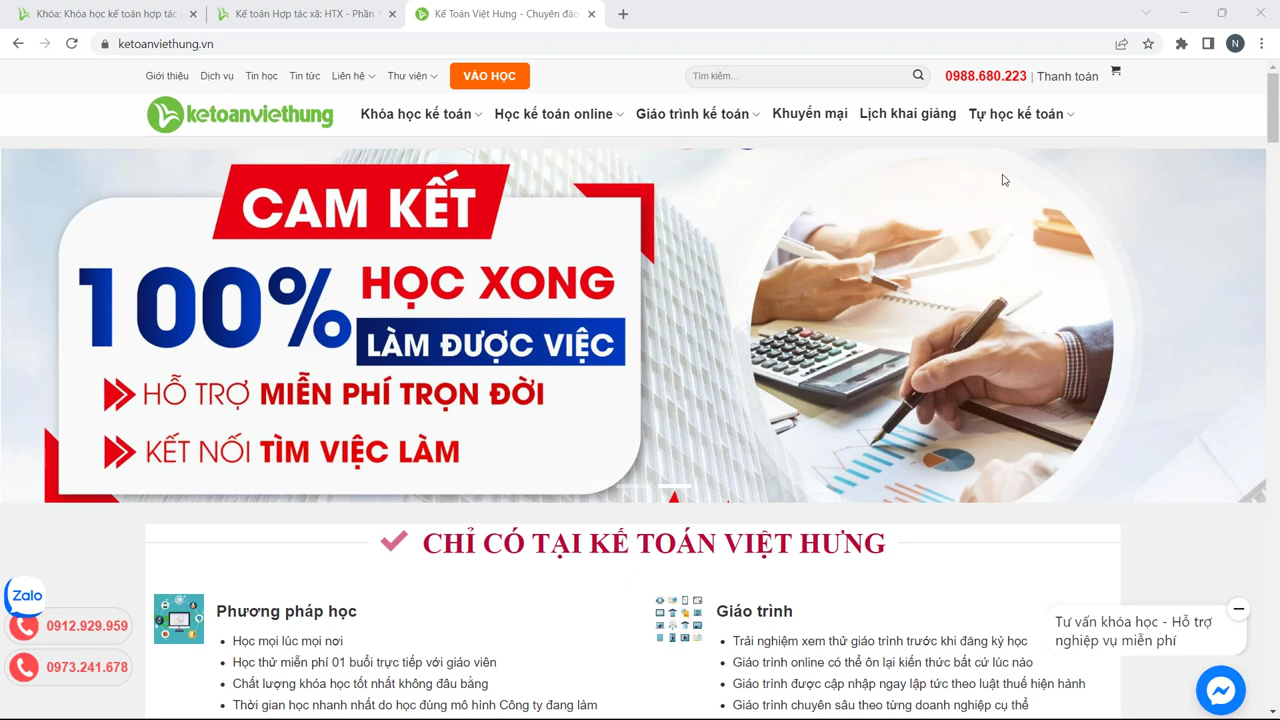 Khóa: Khóa học kế toán hợp tác
Kế toán Hợp tác xã: HTX - Phần
Kế Toán Việt Hưng - Chuyên đào
ketoanviethung.vn
N
Giới thiệu Dịch vụ Tin học Tin tức Liên hệ Thư viện VÀO HỌC Tìm kiếm... 0988.680.223 | Thanh toán
ketoanviethung Khóa học kế toán Học kế toán online Giáo trình kế toán Khuyến mại Lịch khai giảng Tự học kế toán
CAM KẾT
100% HỌC XONG
LÀM ĐƯỢC VIỆC
HỖ TRỢ MIỄN PHÍ TRỌN ĐỜI
KẾT NỐI TÌM VIỆC LÀM
CHỈ CÓ TẠI KẾ TOÁN VIỆT HƯNG
Phương pháp học
Học mọi lúc mọi nơi
Học thử miễn phí 01 buổi trực tiếp với giáo viên
Chất lượng khóa học tốt nhất không đâu bằng
Thời gian học nhanh nhất do học đúng mô hình Công ty đang làm
Giáo trình
Trải nghiệm xem thử giáo trình trước khi đăng ký học
Giáo trình online có thể ôn lại kiến thức bất cứ lúc nào
Giáo trình được cập nhập ngay lập tức theo luật thuế hiện hành
Giáo trình chuyên sâu theo từng doanh nghiệp cụ thể
Zalo
0912.929.959
0973.241.678
Tư vấn khóa học - Hỗ trợ
nghiệp vụ miễn phí